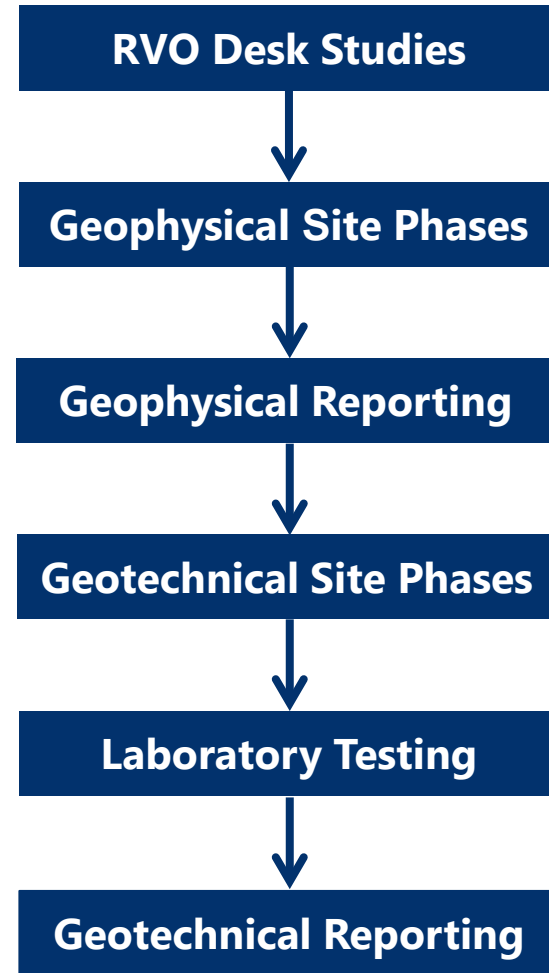 RVO Desk Studies
Geophysical Site Phases
Geophysical Reporting
Geotechnical Site Phases
Laboratory Testing
Geotechnical Reporting